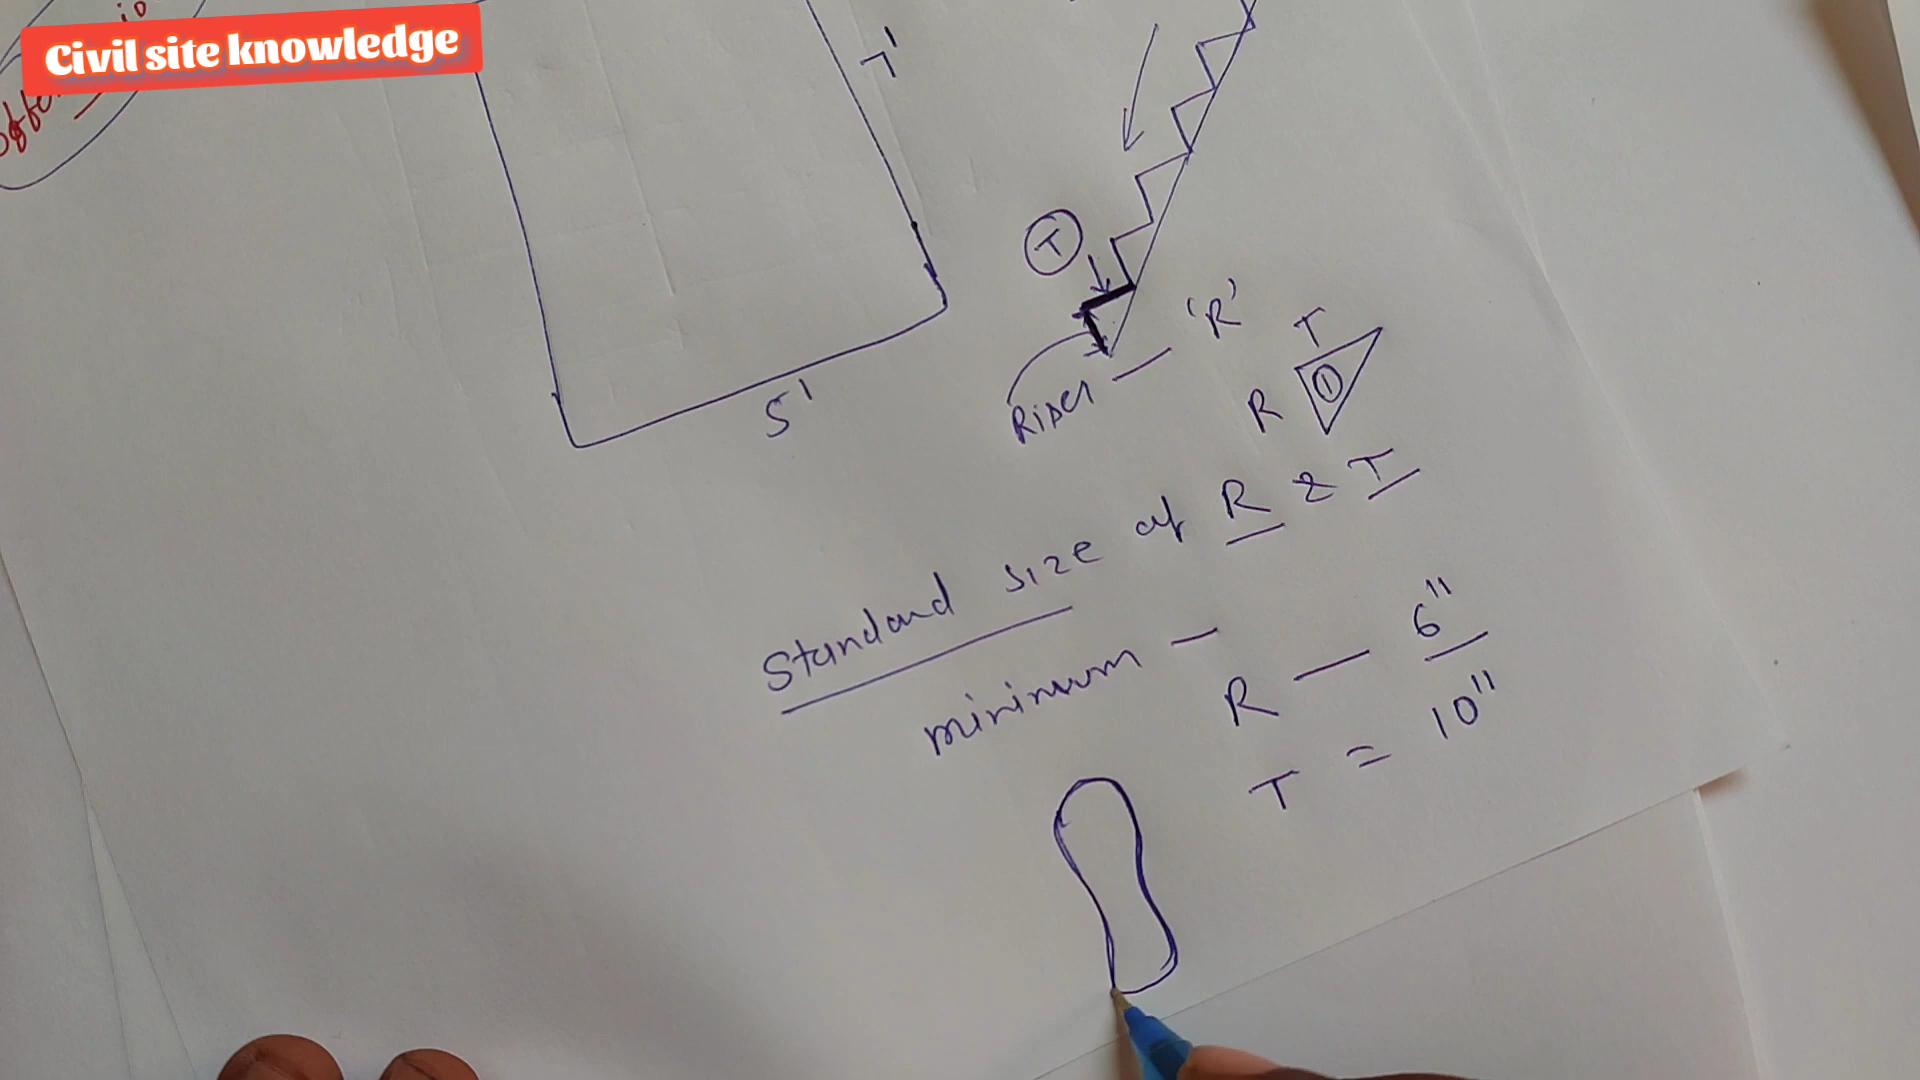 Civil site knowledge
7'
5'
T
Riser — 'R'
T
R
1
Standard size of R & T
minimum —
R — 6"
T = 10"